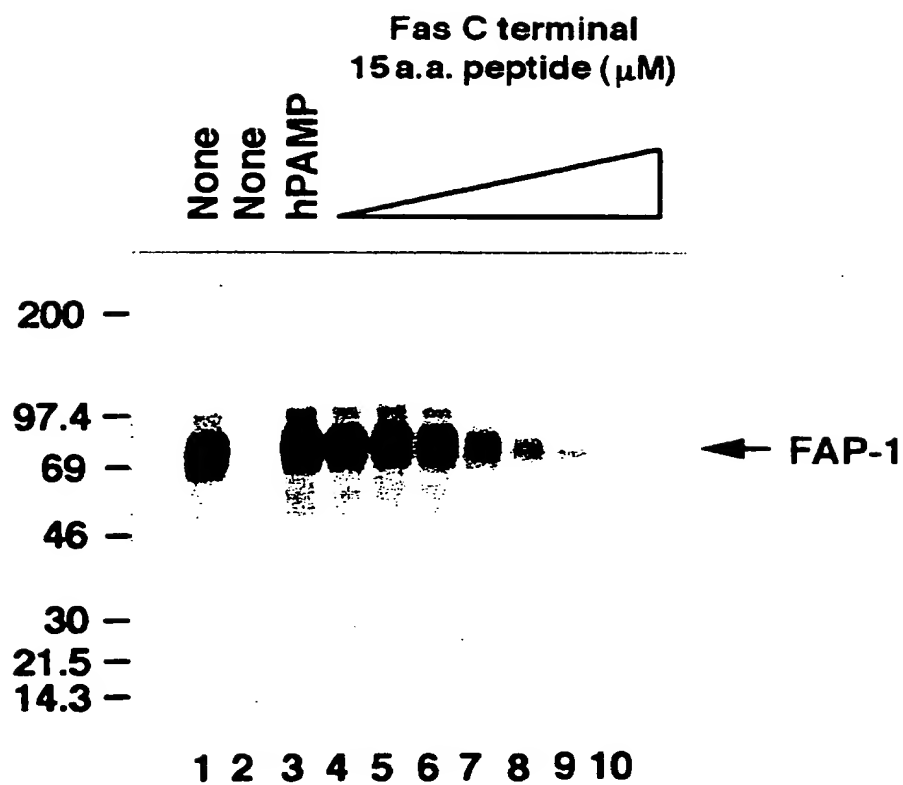 Fas C terminal
15 a.a. peptide (μM)
None
None
hPAMP
200
97.4
69
46
30
21.5
14.3
FAP-1
1 2 3 4 5 6 7 8 9 10